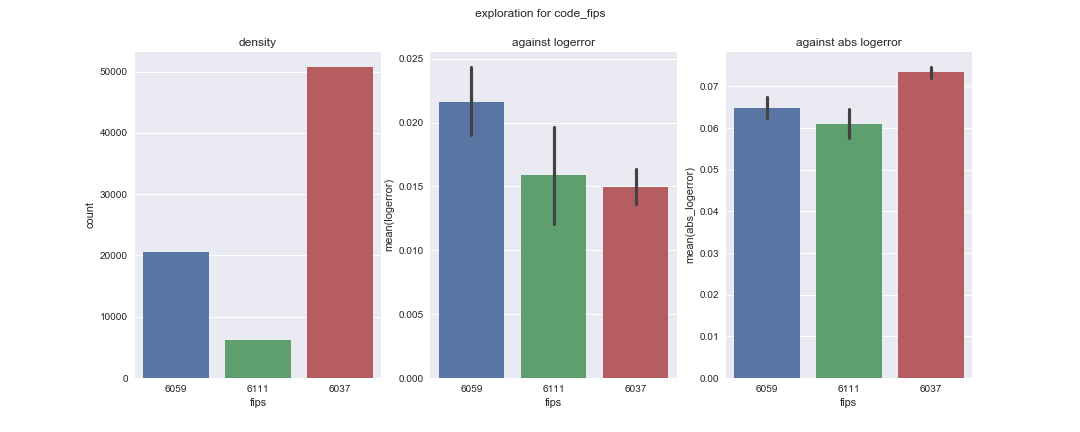 exploration for code_fips
density
50000
40000
30000
20000
10000
0
count
6059
6111
6037
fips
against logerror
0.025
0.020
0.015
0.010
0.005
0.000
mean(logerror)
6059
6111
6037
fips
against abs logerror
0.07
0.06
0.05
0.04
0.03
0.02
0.01
0.00
mean(abs_logerror)
6059
6111
6037
fips